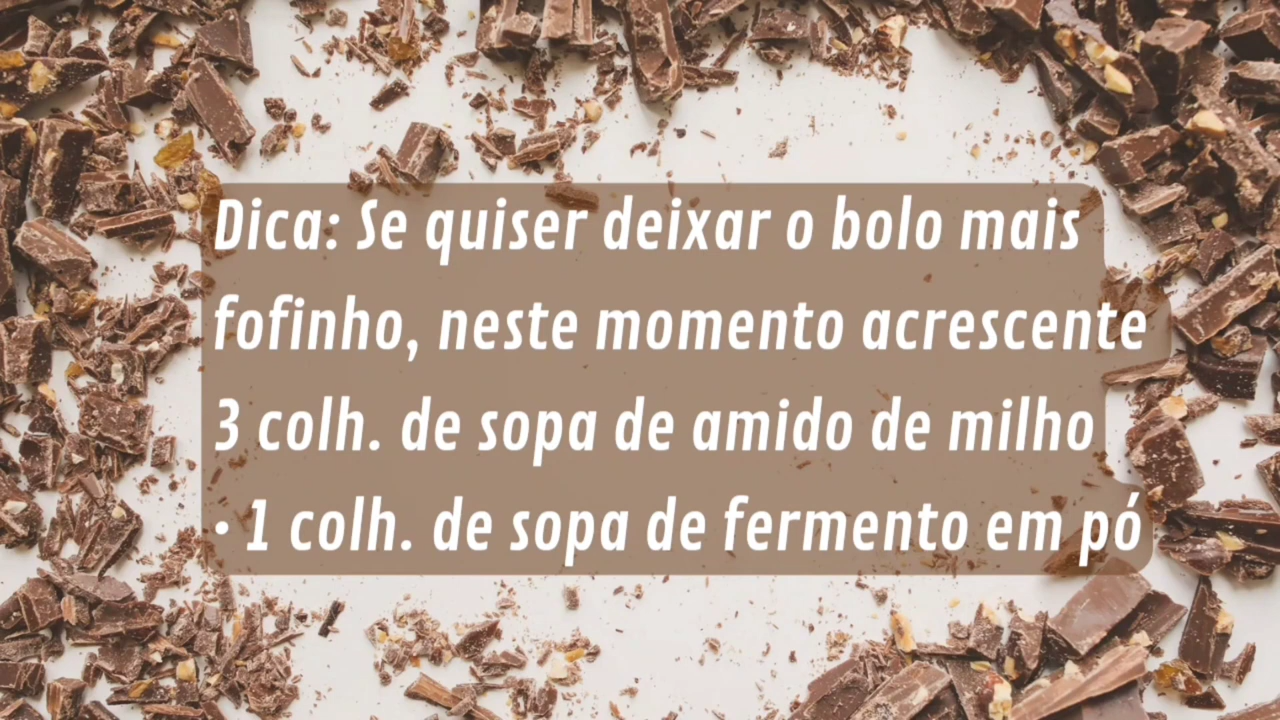 Dica: Se quiser deixar o bolo mais
fofinho, neste momento acrescente
3 colh. de sopa de amido de milho
• 1 colh. de sopa de fermento em pó